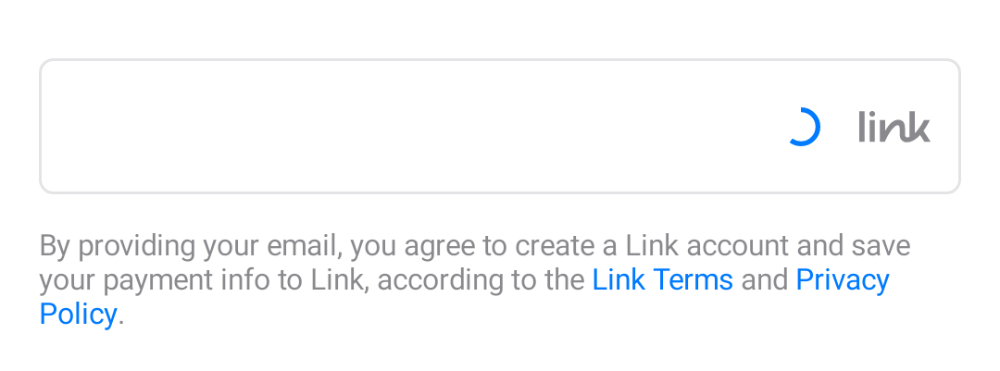 link
By providing your email, you agree to create a Link account and save
your payment info to Link, according to the Link Terms and Privacy
Policy.